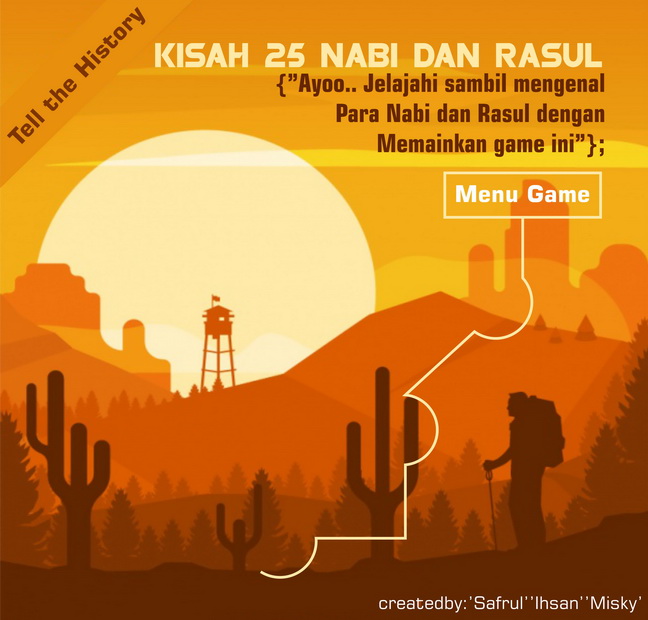 Tell the History
KISAH 25 NABI DAN RASUL
{"Ayoo.. Jelajahi sambil mengenal
Para Nabi dan Rasul dengan
Memainkan game ini"};
Menu Game
createdby:'Safrul''Ihsan''Misky'